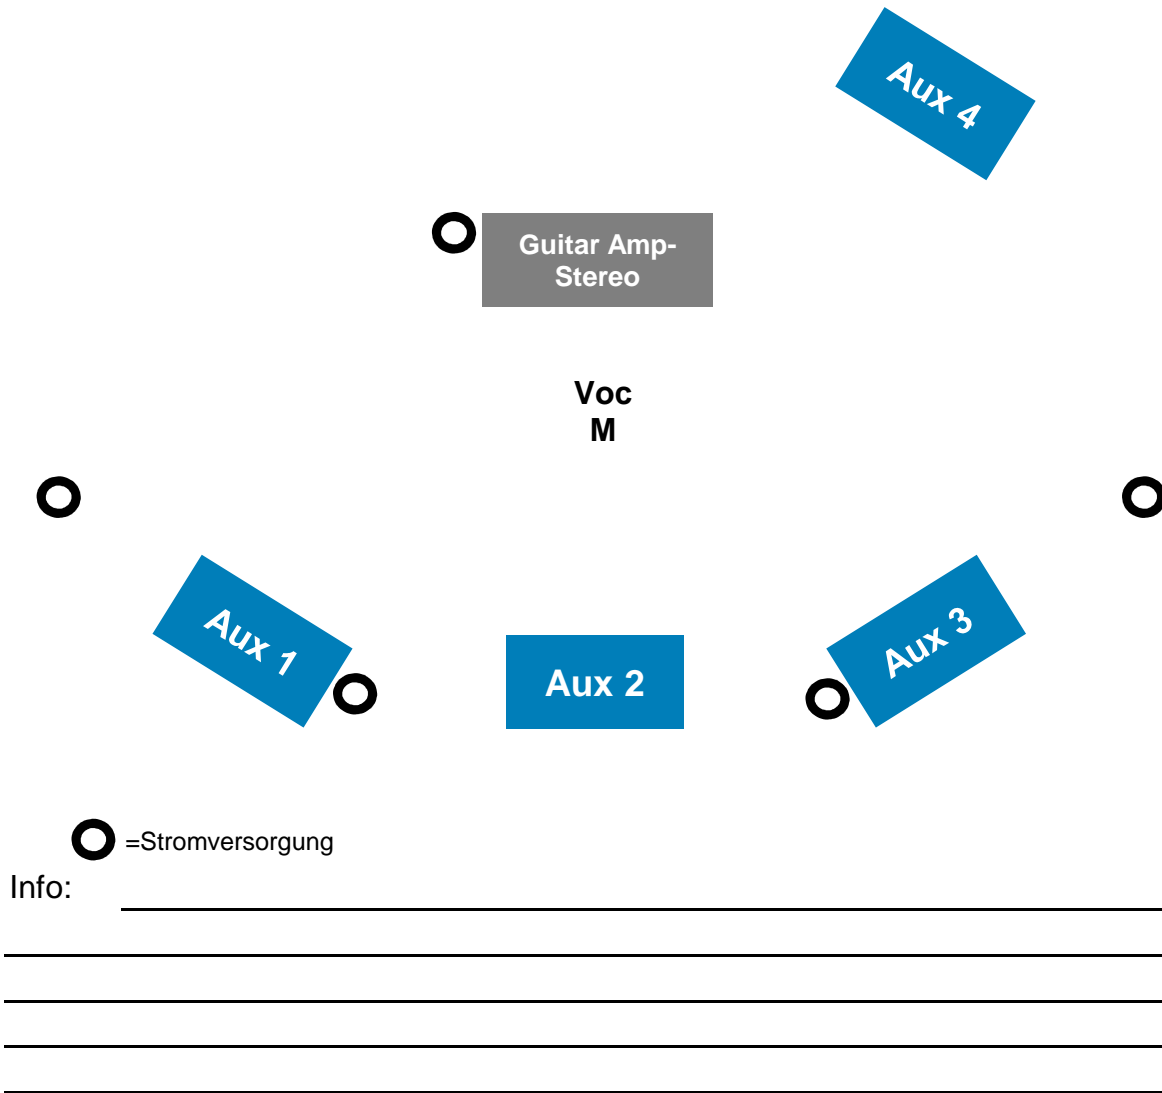 Aux 4
Guitar Amp-
Stereo
Voc
M
Aux 1
Aux 2
Aux 3
=Stromversorgung
Info: